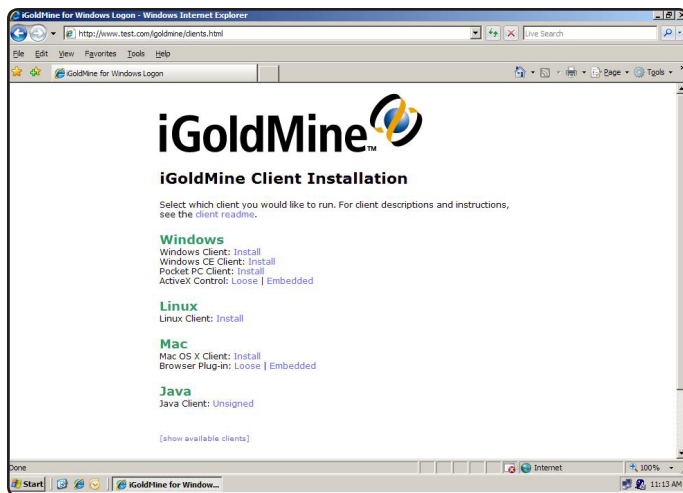 iGoldMine for Windows Logon - Windows Internet Explorer
http://www.test.com/igoldmine/clients.html
Live Search
File Edit View Favorites Tools Help
iGoldMine for Windows Logon
Page Tools
iGoldMine™
iGoldMine Client Installation
Select which client you would like to run. For client descriptions and instructions,
see the client readme.
Windows
Windows Client: Install
Windows CE Client: Install
Pocket PC Client: Install
ActiveX Control: Loose | Embedded
Linux
Linux Client: Install
Mac
Mac OS X Client: Install
Browser Plug-in: Loose | Embedded
Java
Java Client: Unsigned
[show available clients]
Done
Internet
100%
Start
iGoldMine for Window...
11:13 AM